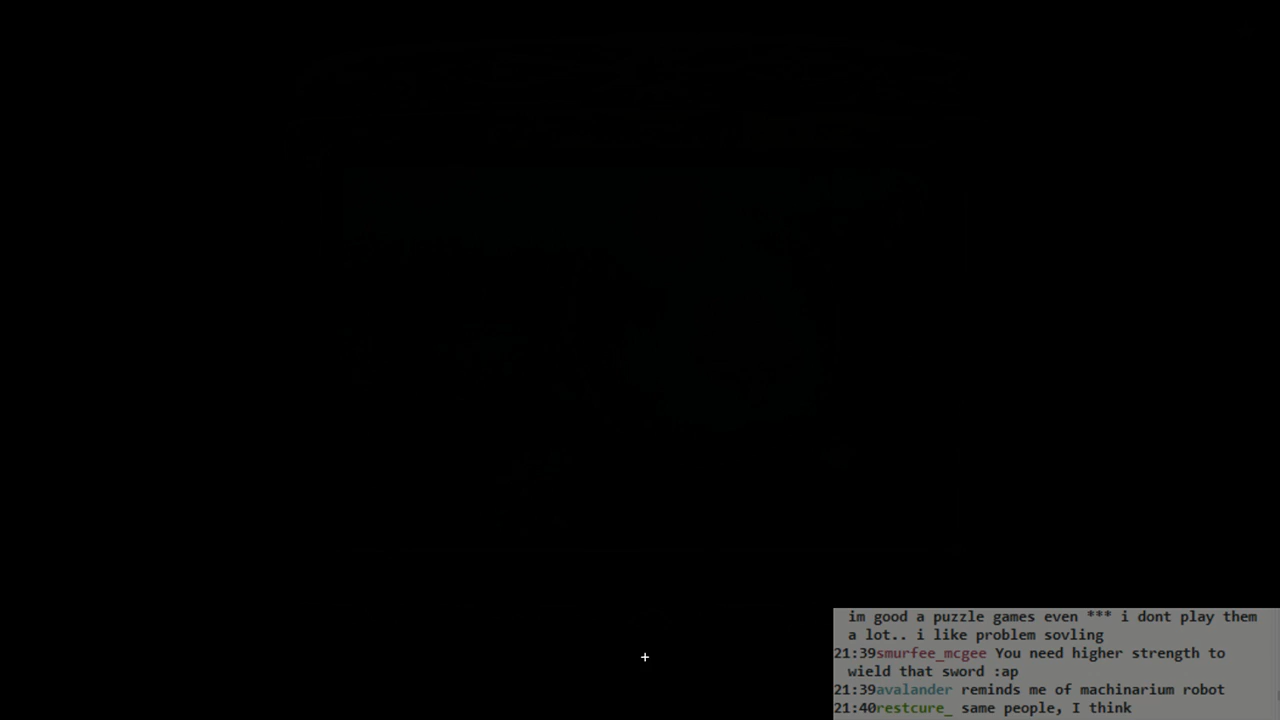 im good a puzzle games even *** i dont play them
a lot.. i like problem sovling
21:39smurfee_mcgee You need higher strength to
wield that sword :ap
21:39avalander reminds me of machinarium robot
21:40restcure_ same people, I think